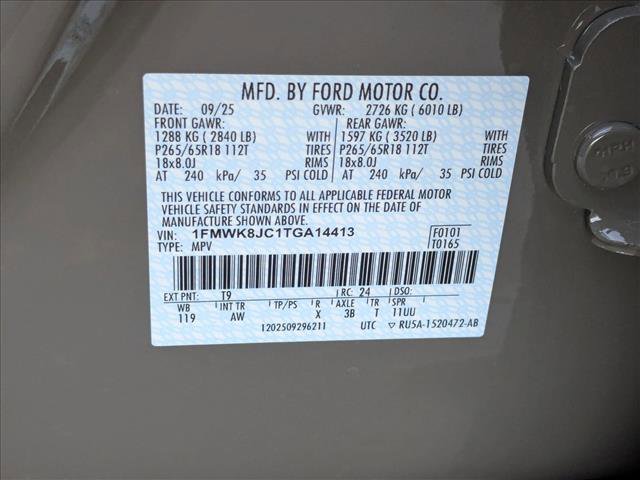 MFD. BY FORD MOTOR CO.
DATE: 09/25 GVWR: 2726 KG ( 6010 LB)
FRONT GAWR: REAR GAWR:
1288 KG ( 2840 LB) WITH 1597 KG ( 3520 LB) WITH
P265/65R18 112T TIRES P265/65R18 112T TIRES
18x8.0J RIMS 18x8.0J RIMS
AT 240 kPa/ 35 PSI COLD AT 240 kPa/ 35 PSI COLD
THIS VEHICLE CONFORMS TO ALL APPLICABLE FEDERAL MOTOR
VEHICLE SAFETY STANDARDS IN EFFECT ON THE DATE OF
MANUFACTURE SHOWN ABOVE.
VIN: 1FMWK8JC1TGA14413 F0101
TYPE: MPV T0165
EXT PNT: T9 RC: 24 DSO:
WB INT TR TP/PS R AXLE TR SPR
119 AW X 3B T 11UU
1202509296211 UTC ▽ RU5A-1520472-AB